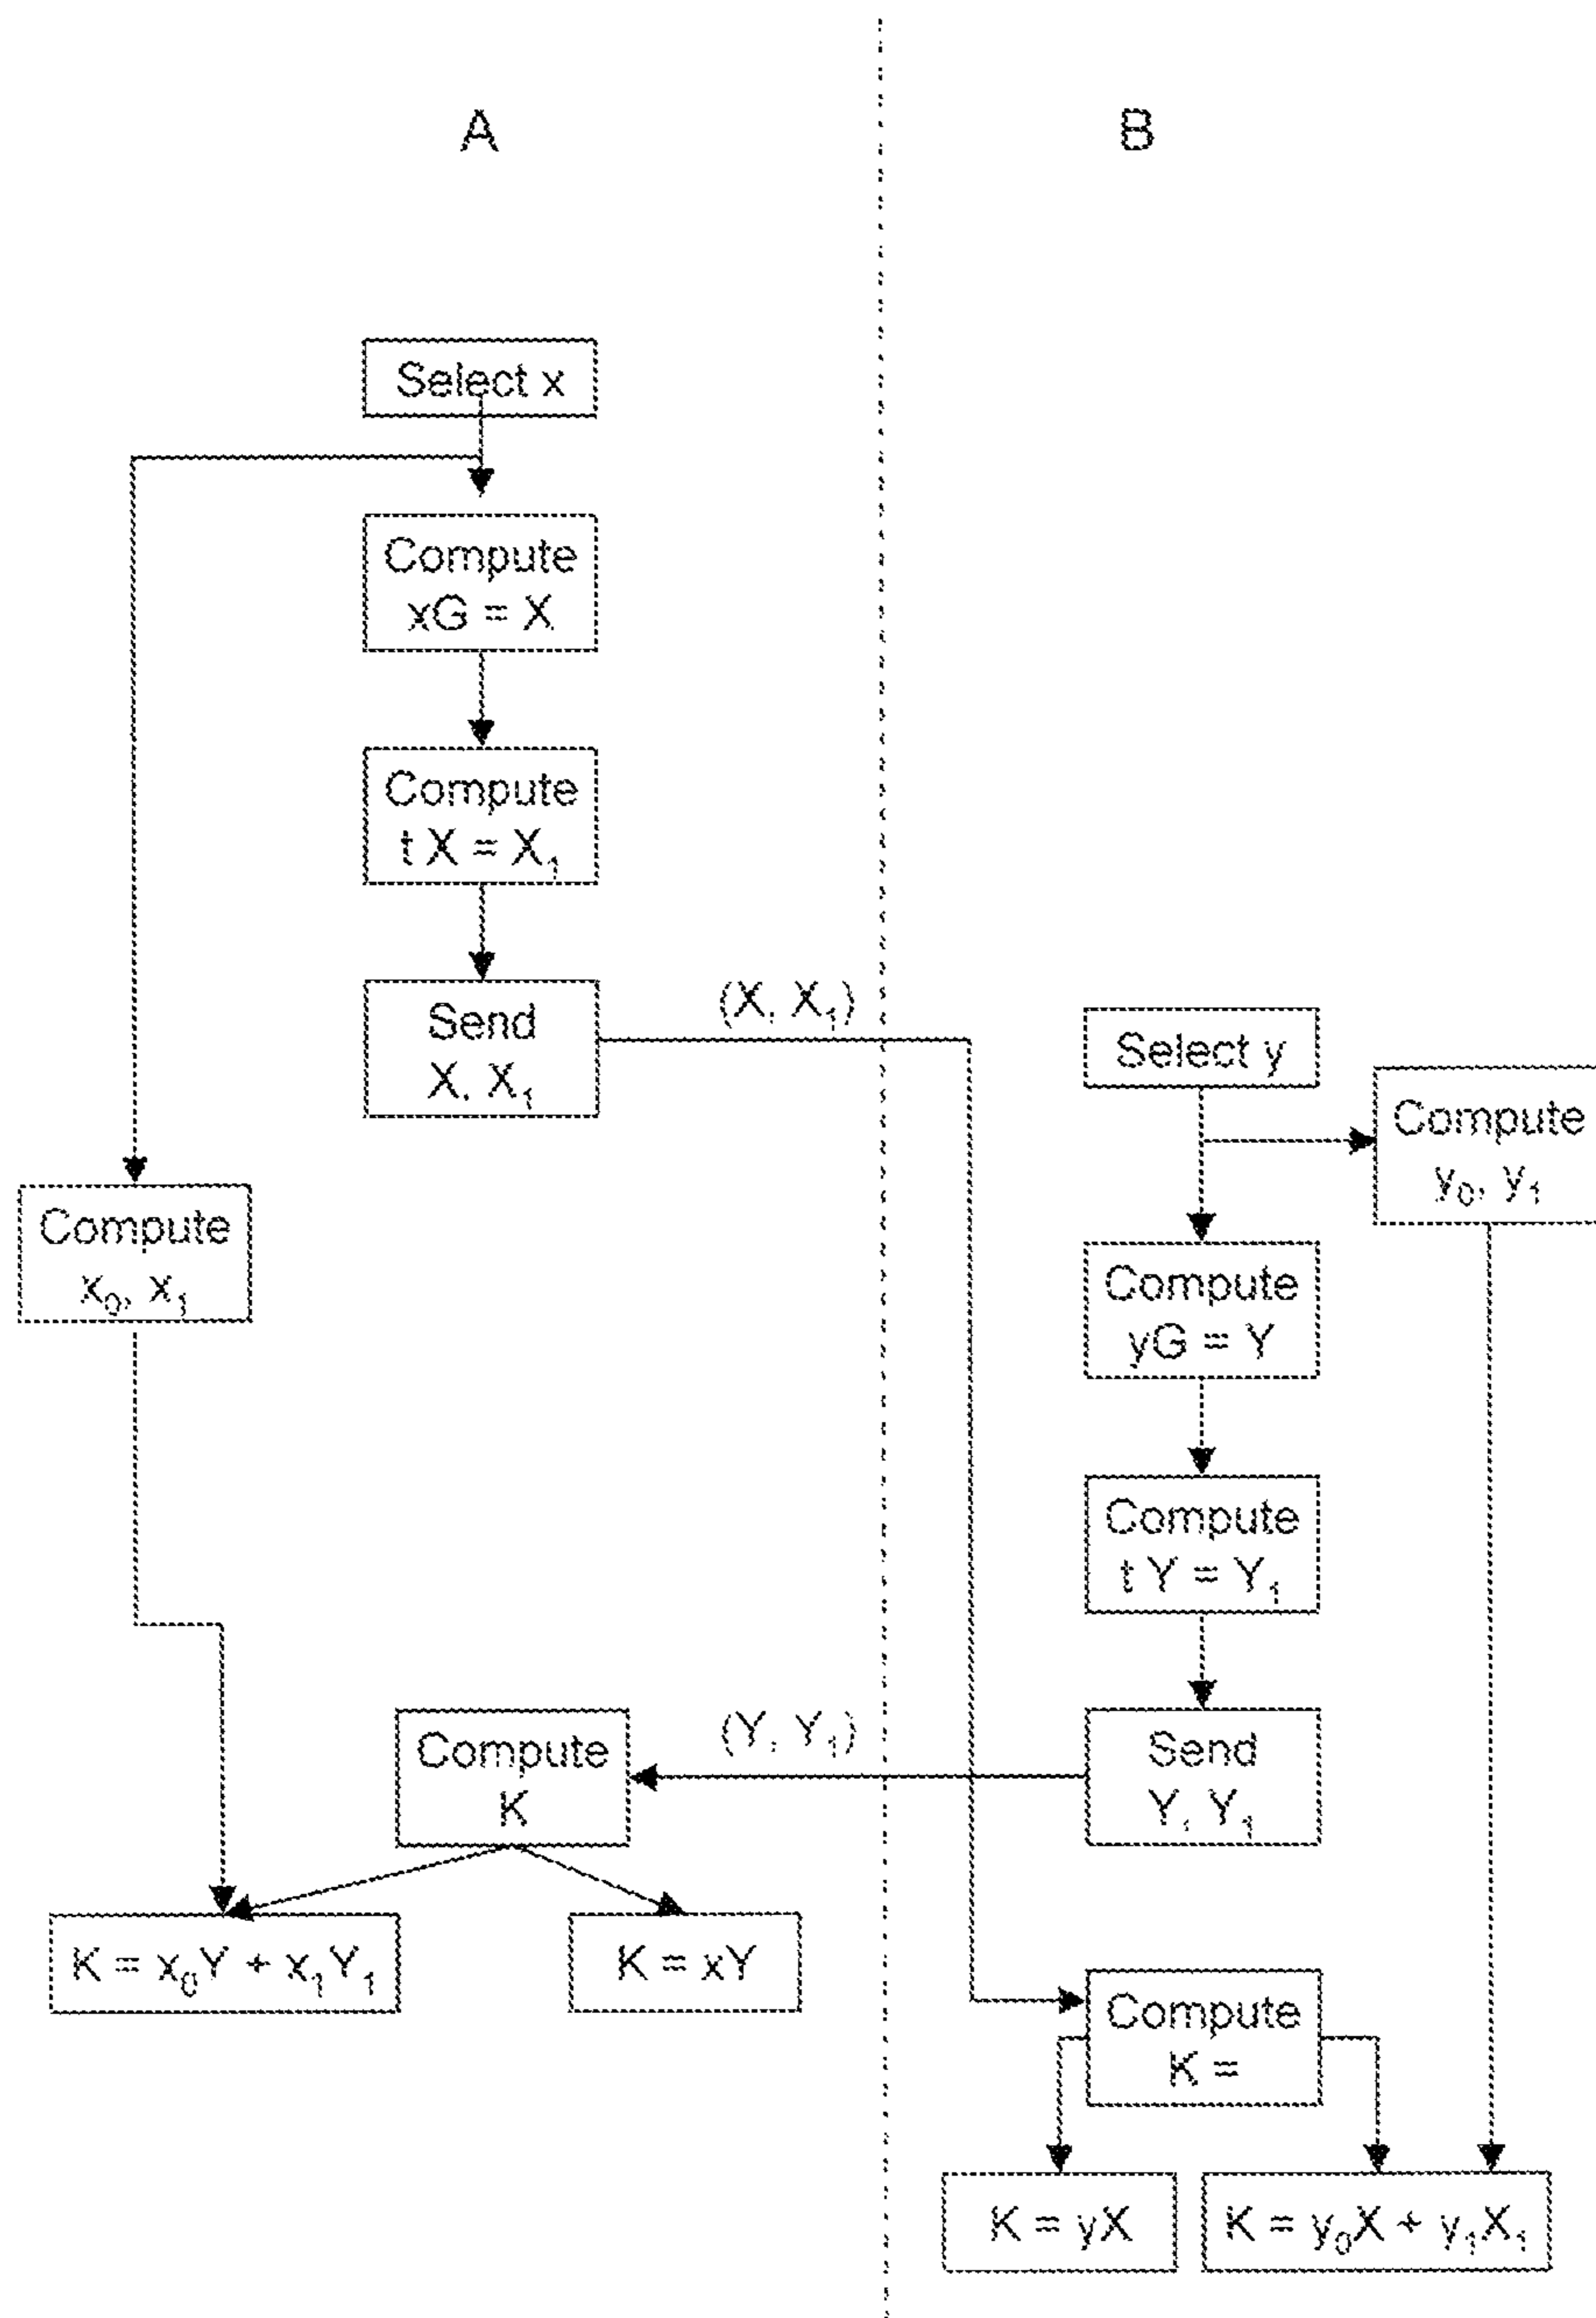 A
B
Select x
Compute
xG = X
Compute
t X = X₁
Send
X, X₁
(X, X₁)
Select y
Compute
y₀, y₁
Compute
x₀, x₁
Compute
yG = Y
Compute
t Y = Y₁
Send
Y, Y₁
(Y, Y₁)
Compute
K
K = x₀Y + x₁Y₁
K = xY
Compute
K =
K = yX
K = y₀X + y₁X₁